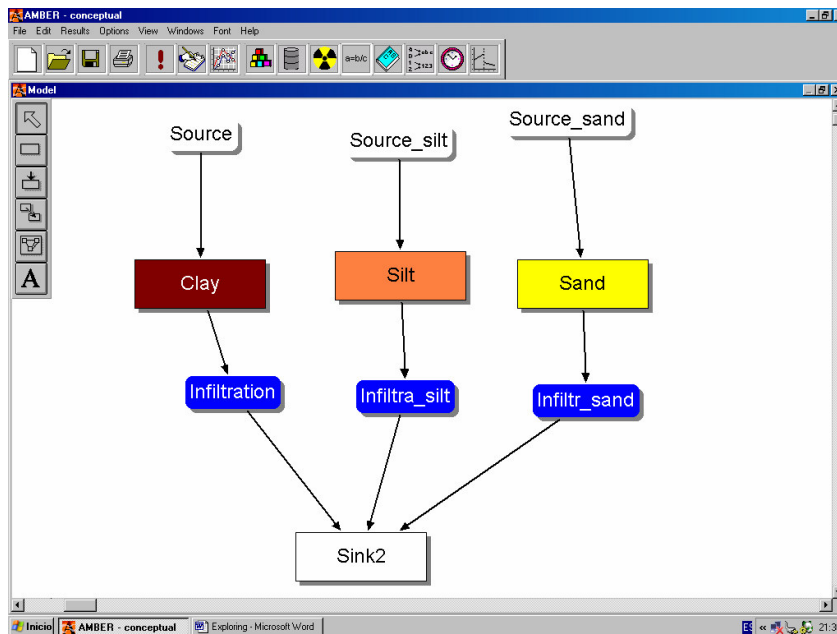 AMBER - conceptual
File Edit Results Options View Windows Font Help
a=b/c
Model
A
Source
Source_silt
Source_sand
Clay
Silt
Sand
Infiltration
Infiltra_silt
Infiltr_sand
Sink2
Inicio
AMBER - conceptual
Exploring - Microsoft Word
ES
«